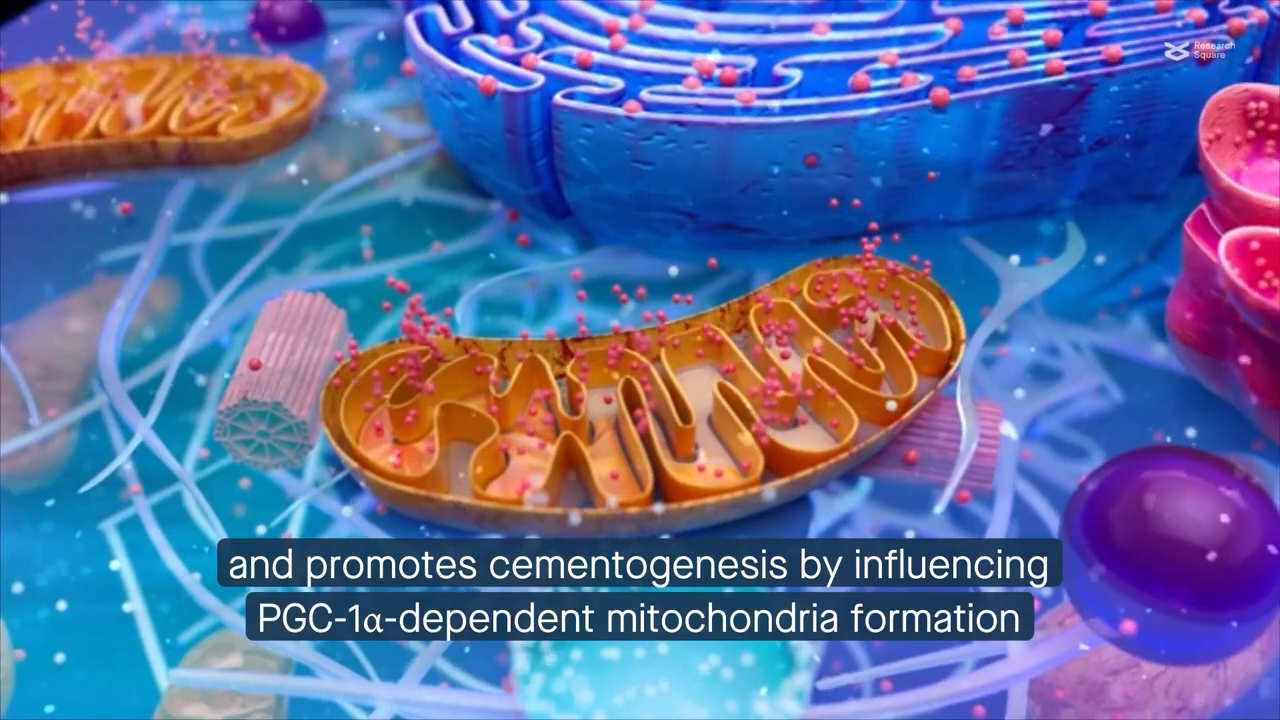 Research
Square
and promotes cementogenesis by influencing
PGC-1α-dependent mitochondria formation